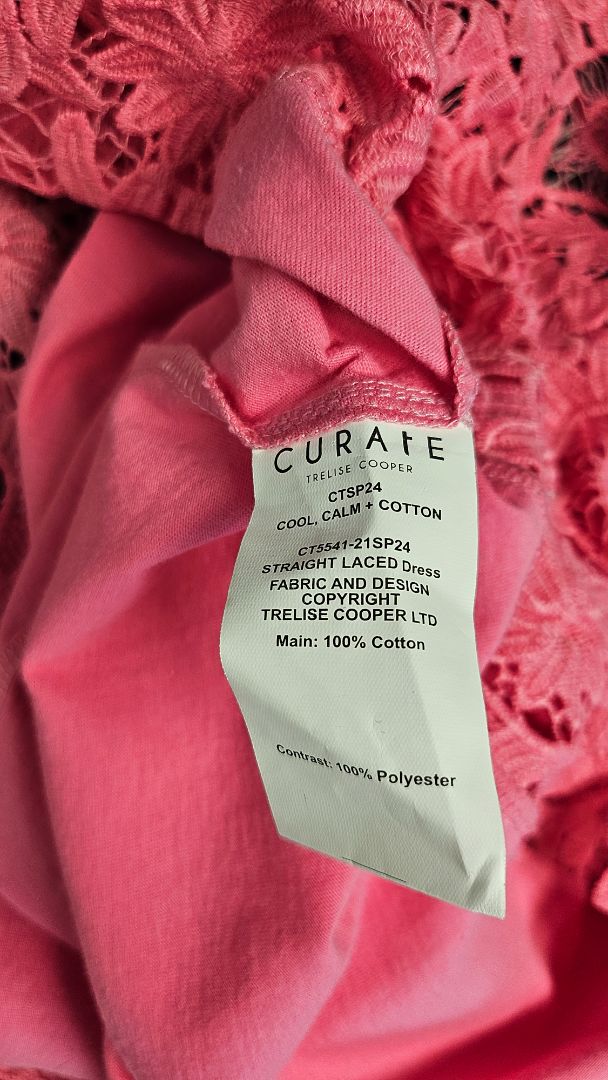 CURATE
TRELISE COOPER
CTSP24
COOL, CALM + COTTON
CT5541-21SP24
STRAIGHT LACED Dress
FABRIC AND DESIGN
COPYRIGHT
TRELISE COOPER LTD
Main: 100% Cotton
Contrast: 100% Polyester